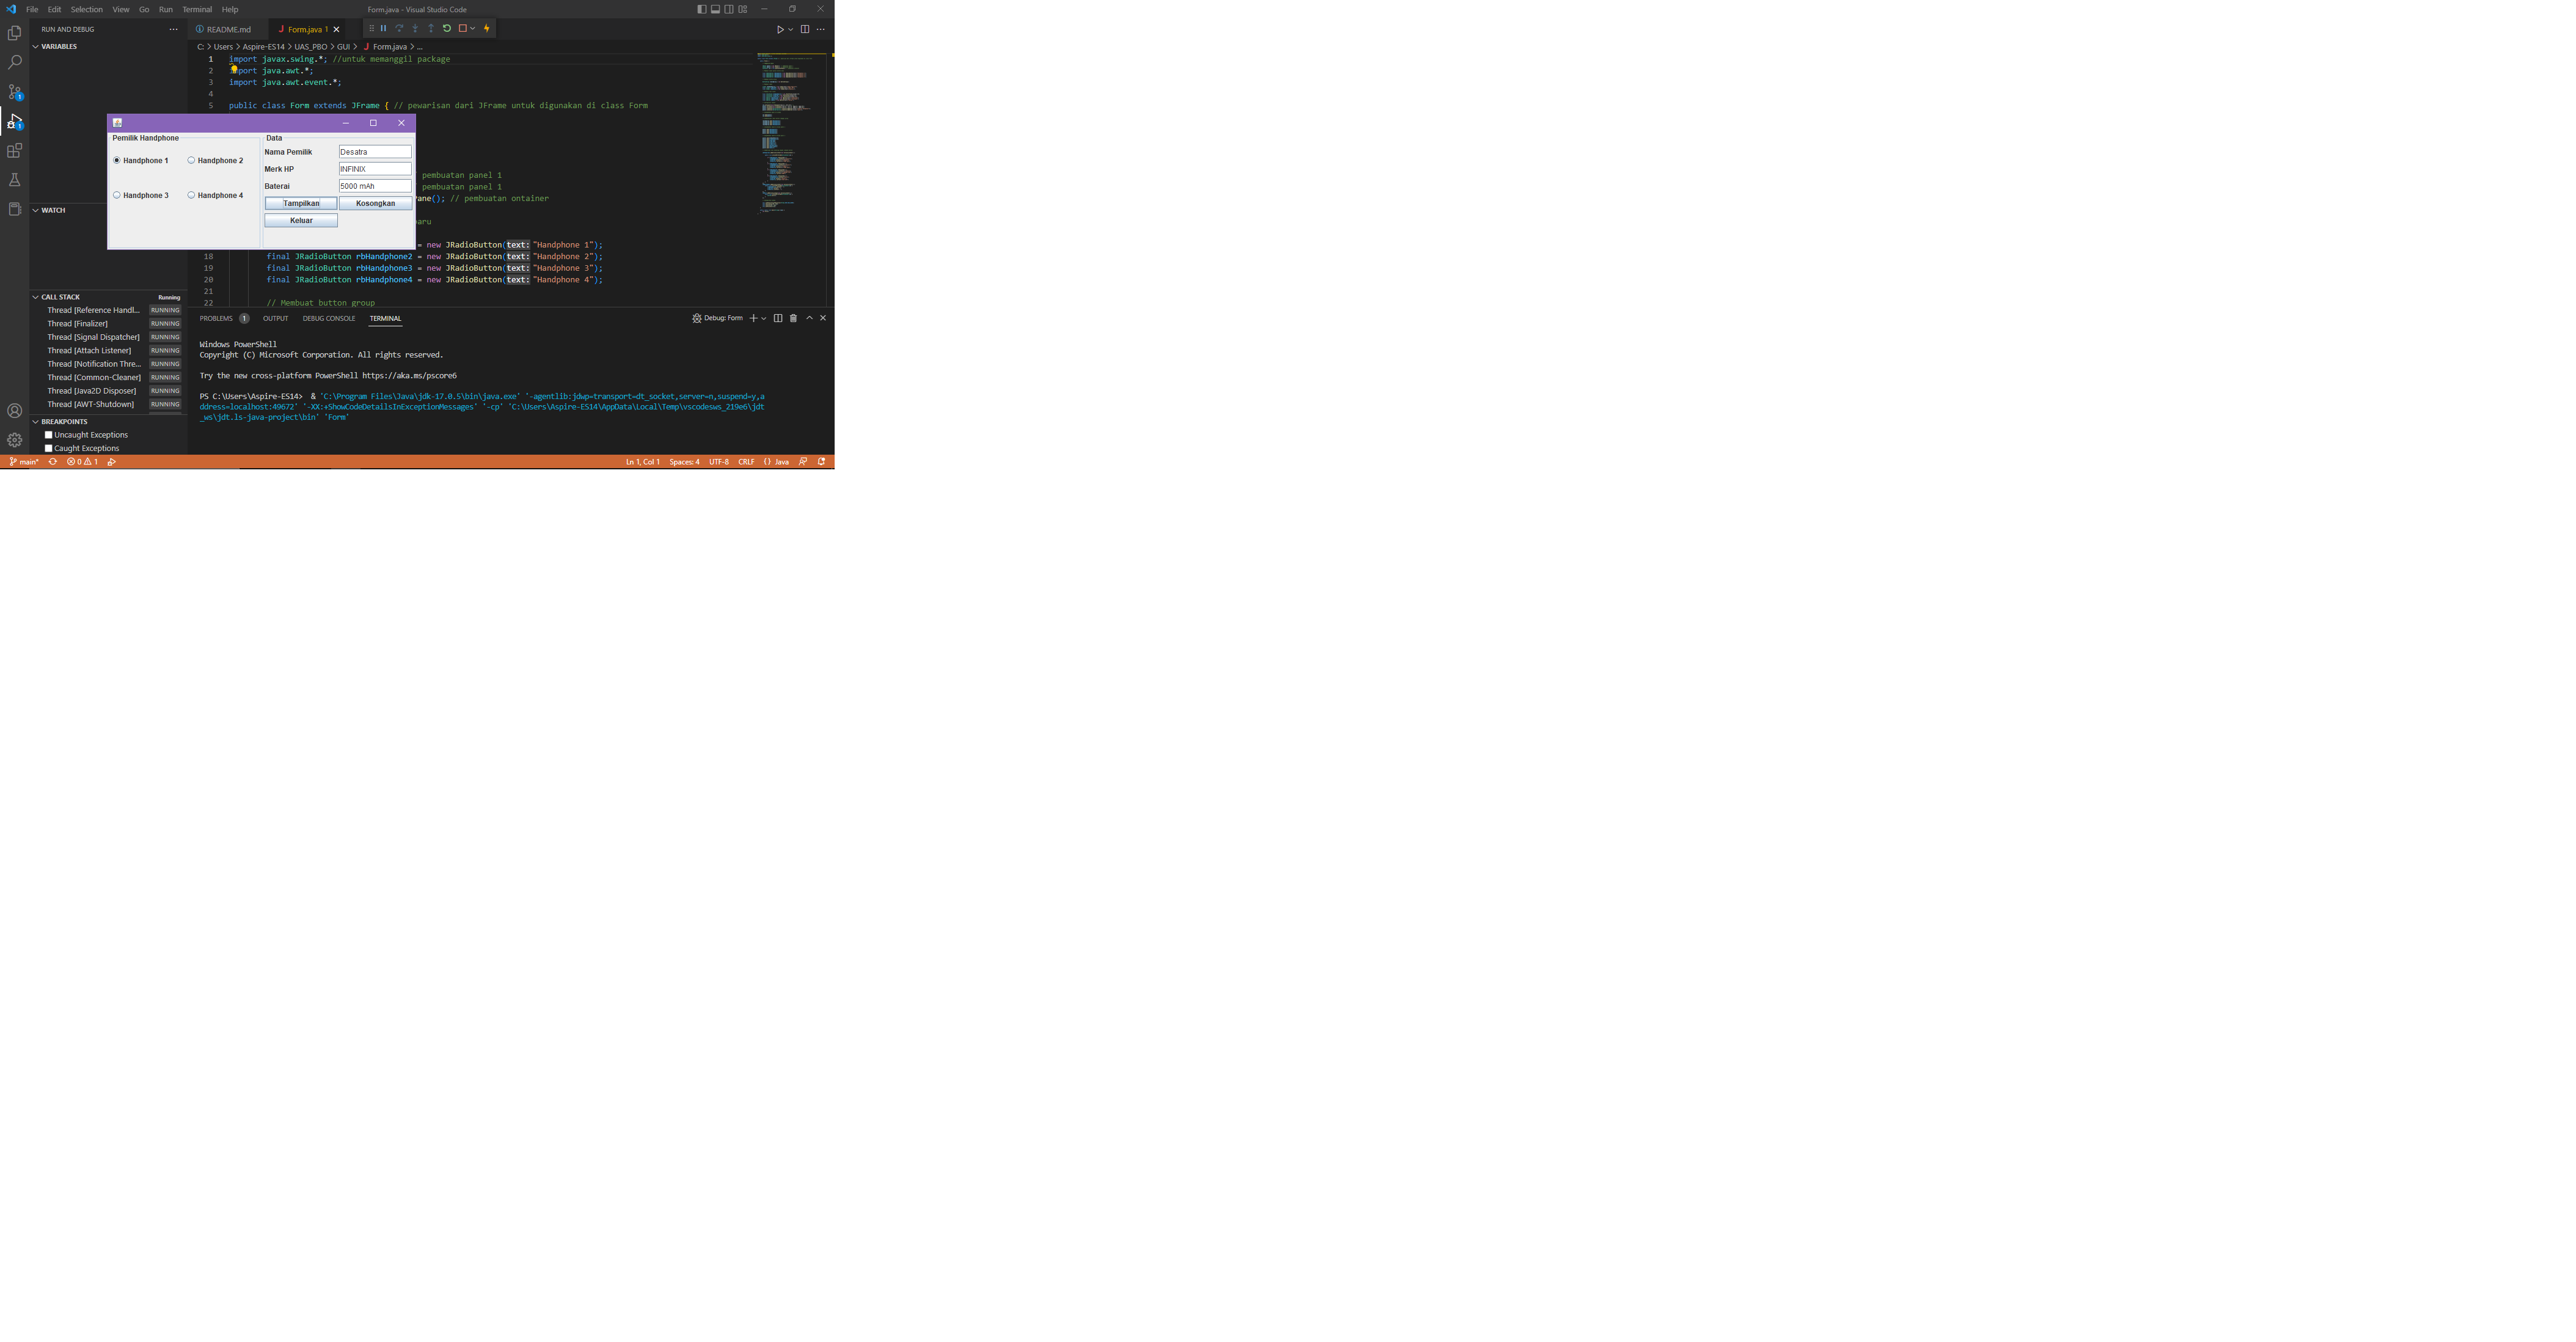 File Edit Selection View Go Run Terminal Help
Form.java - Visual Studio Code
RUN AND DEBUG
README.md
Form.java 1
VARIABLES
C: > Users > Aspire-ES14 > UAS_PBO > GUI > Form.java > ...
1 import javax.swing.*; //untuk memanggil package
2 import java.awt.*;
3 import java.awt.event.*;
4
5 public class Form extends JFrame { // pewarisan dari JFrame untuk digunakan di class Form
Pemilik Handphone
Handphone 1 Handphone 2
Handphone 3 Handphone 4
Data
Nama Pemilik Desatra
Merk HP INFINIX
Baterai 5000 mAh
Tampilkan Kosongkan
Keluar
pembuatan panel 1
pembuatan panel 1
Pane(); // pembuatan ontainer
baru
= new JRadioButton(text: "Handphone 1");
18 final JRadioButton rbHandphone2 = new JRadioButton(text: "Handphone 2");
19 final JRadioButton rbHandphone3 = new JRadioButton(text: "Handphone 3");
20 final JRadioButton rbHandphone4 = new JRadioButton(text: "Handphone 4");
21
22 // Membuat button group
WATCH
CALL STACK Running
Thread [Reference Handl... RUNNING
Thread [Finalizer] RUNNING
Thread [Signal Dispatcher] RUNNING
Thread [Attach Listener] RUNNING
Thread [Notification Thre... RUNNING
Thread [Common-Cleaner] RUNNING
Thread [Java2D Disposer] RUNNING
Thread [AWT-Shutdown] RUNNING
BREAKPOINTS
Uncaught Exceptions
Caught Exceptions
PROBLEMS 1 OUTPUT DEBUG CONSOLE TERMINAL
Debug: Form
Windows PowerShell
Copyright (C) Microsoft Corporation. All rights reserved.
Try the new cross-platform PowerShell https://aka.ms/pscore6
PS C:\Users\Aspire-ES14> & 'C:\Program Files\Java\jdk-17.0.5\bin\java.exe' '-agentlib:jdwp=transport=dt_socket,server=n,suspend=y,a
ddress=localhost:49672' '-XX:+ShowCodeDetailsInExceptionMessages' '-cp' 'C:\Users\Aspire-ES14\AppData\Local\Temp\vscodesws_219e6\jdt
_ws\jdt.ls-java-project\bin' 'Form'
main* 0 1
Ln 1, Col 1 Spaces: 4 UTF-8 CRLF {} Java